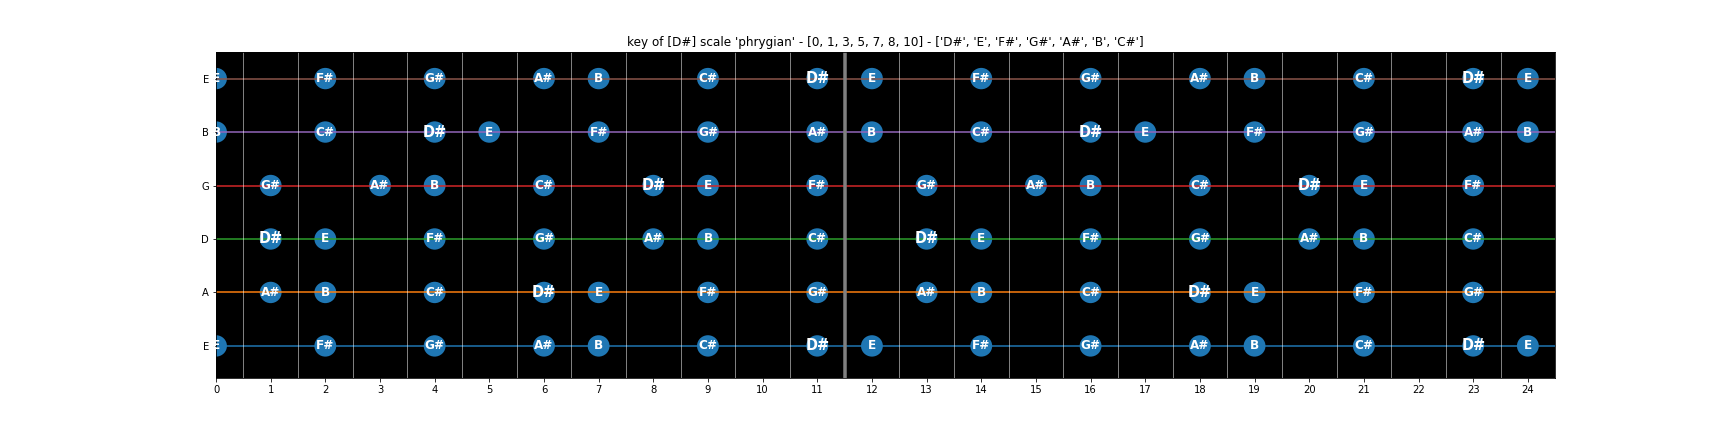 key of [D#] scale 'phrygian' - [0, 1, 3, 5, 7, 8, 10] - ['D#', 'E', 'F#', 'G#', 'A#', 'B', 'C#']
E E F# G# A# B C# D# E F# G# A# B C# D# E
B B C# D# E F# G# A# B C# D# E F# G# A# B
G G# A# B C# D# E F# G# A# B C# D# E F#
D D# E F# G# A# B C# D# E F# G# A# B C#
A A# B C# D# E F# G# A# B C# D# E F# G#
E E F# G# A# B C# D# E F# G# A# B C# D# E
0 1 2 3 4 5 6 7 8 9 10 11 12 13 14 15 16 17 18 19 20 21 22 23 24